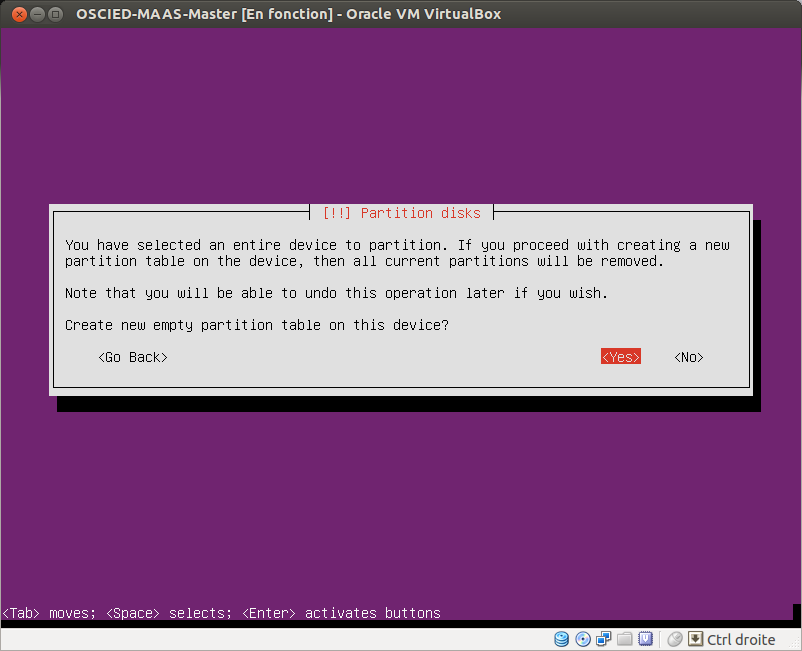 OSCIED-MAAS-Master [En fonction] - Oracle VM VirtualBox
[!!] Partition disks
You have selected an entire device to partition. If you proceed with creating a new
partition table on the device, then all current partitions will be removed.
Note that you will be able to undo this operation later if you wish.
Create new empty partition table on this device?
<Go Back> <Yes> <No>
<Tab> moves; <Space> selects; <Enter> activates buttons
Ctrl droite